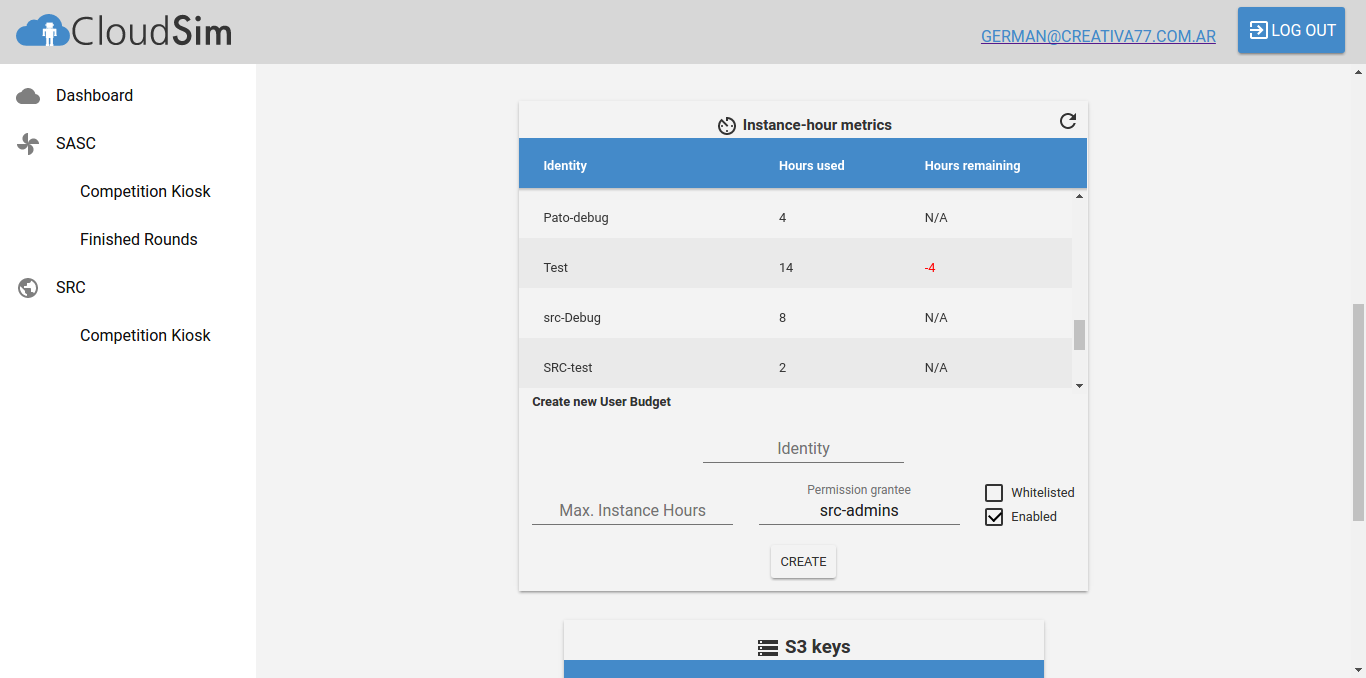 CloudSim
GERMAN@CREATIVA77.COM.AR
LOG OUT
Dashboard
SASC
Competition Kiosk
Finished Rounds
SRC
Competition Kiosk
Instance-hour metrics
Identity Hours used Hours remaining
Pato-debug 4 N/A
Test 14 -4
src-Debug 8 N/A
SRC-test 2 N/A
Create new User Budget
Identity
Permission grantee
Max. Instance Hours
src-admins
Whitelisted
Enabled
CREATE
S3 keys